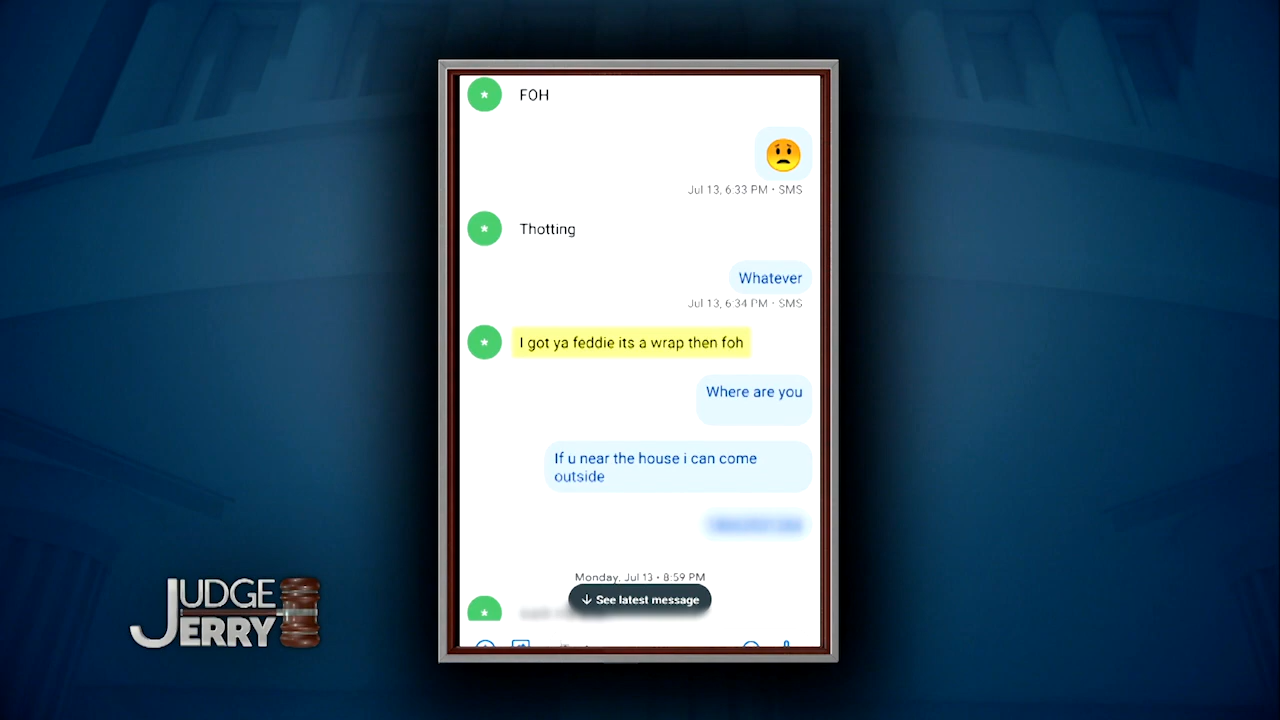 FOH
Jul 13, 6:33 PM • SMS
Thotting
Whatever
Jul 13, 6:34 PM • SMS
I got ya feddie its a wrap then foh
Where are you
If u near the house i can come
outside
Monday, Jul 13 • 8:59 PM
↓ See latest message
JUDGE
JERRY